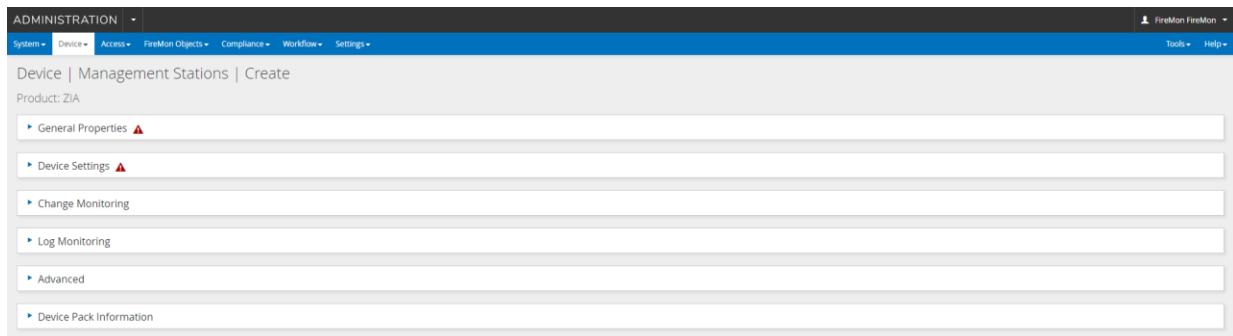 ADMINISTRATION FireMon FireMon
System Device Access FireMon Objects Compliance Workflow Settings Tools Help
Device | Management Stations | Create
Product: ZIA
General Properties
Device Settings
Change Monitoring
Log Monitoring
Advanced
Device Pack Information